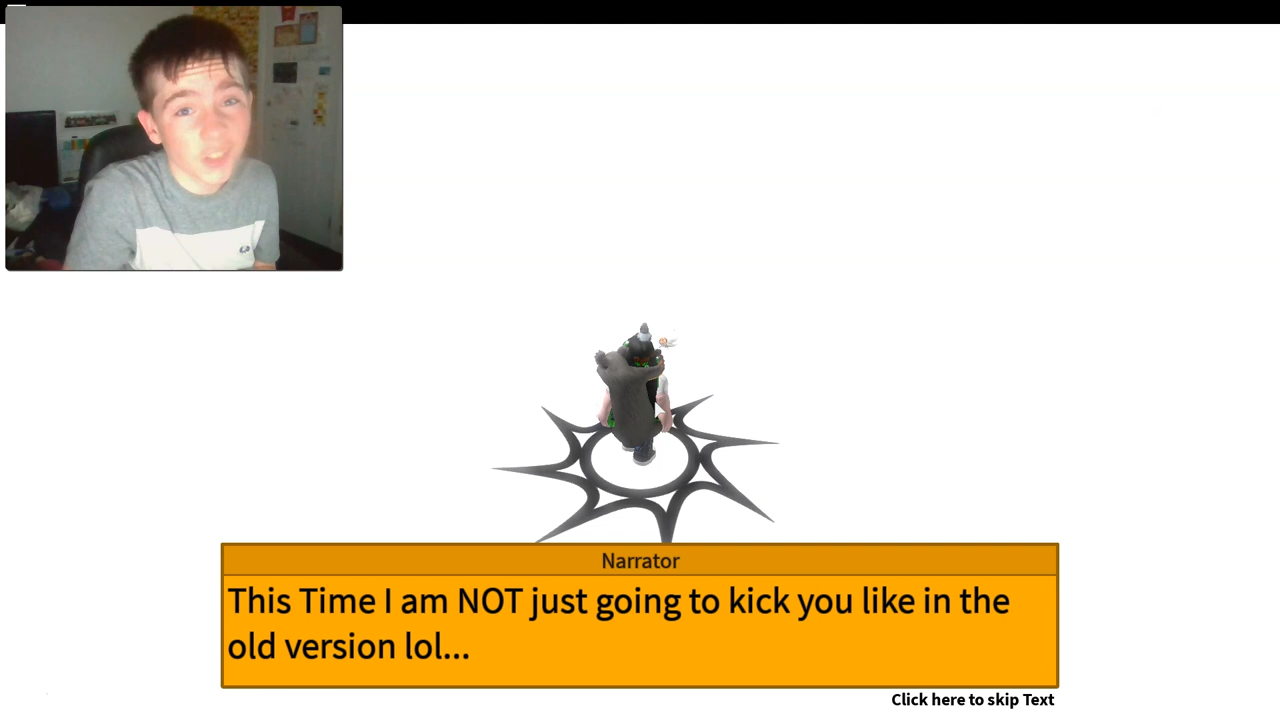 Narrator
This Time I am NOT just going to kick you like in the
old version lol...
Click here to skip Text